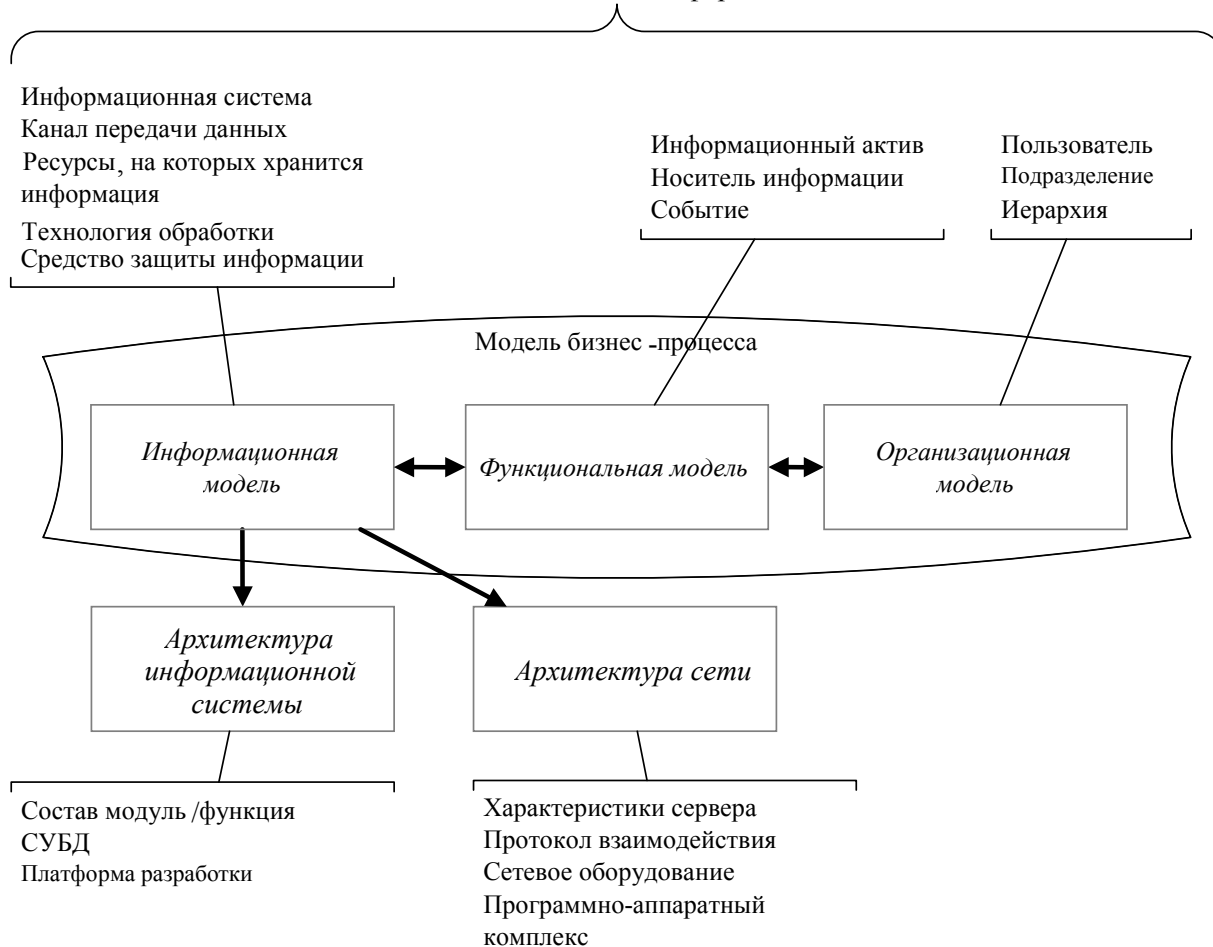 Информационная система
Канал передачи данных
Ресурсы, на которых хранится
информация
Технология обработки
Средство защиты информации
Информационный актив
Носитель информации
Событие
Пользователь
Подразделение
Иерархия
Модель бизнес -процесса
Информационная
модель
Функциональная модель
Организационная
модель
Архитектура
информационной
системы
Архитектура сети
Состав модуль /функция
СУБД
Платформа разработки
Характеристики сервера
Протокол взаимодействия
Сетевое оборудование
Программно-аппаратный
комплекс